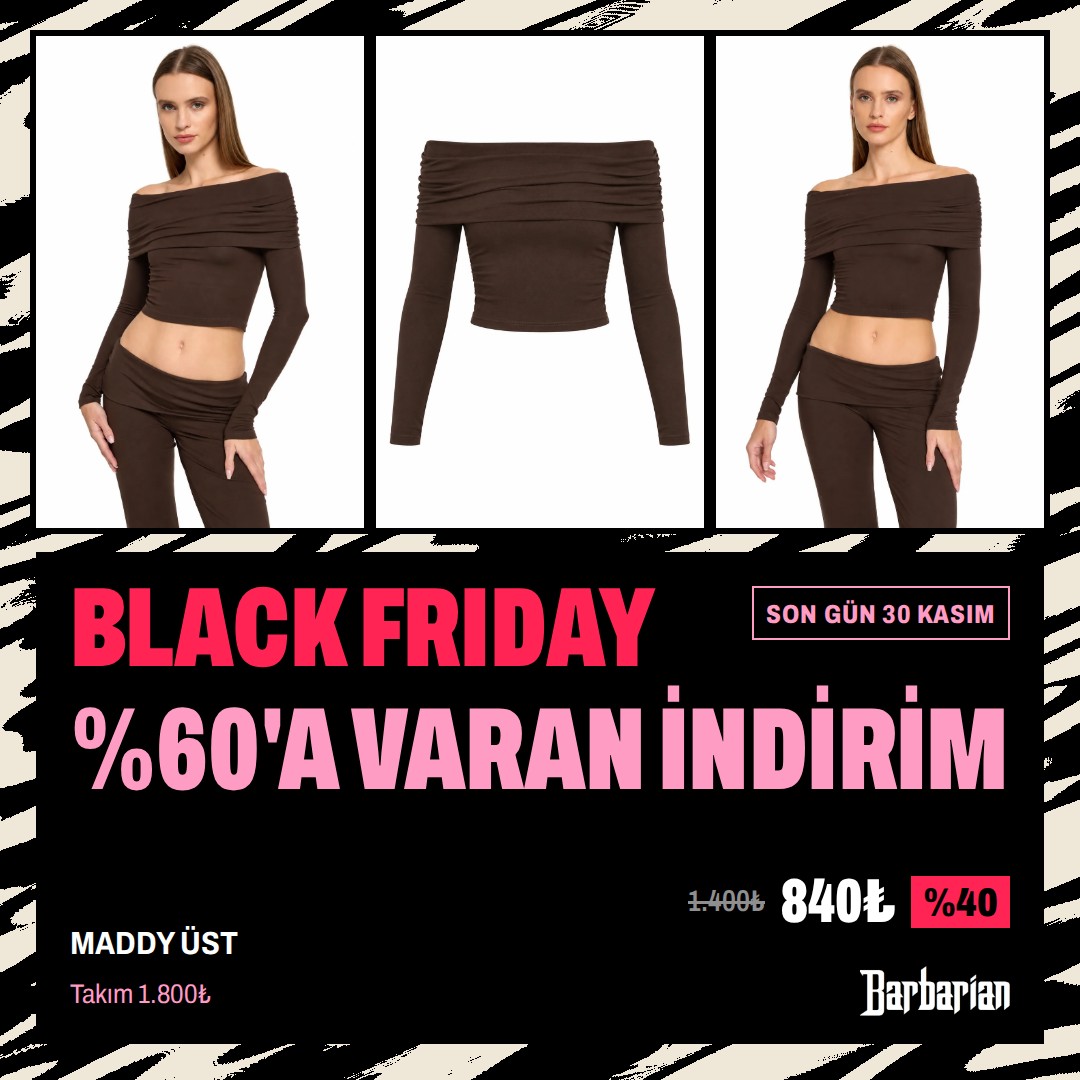 BLACK FRIDAY
SON GÜN 30 KASIM
%60'A VARAN İNDİRİM
1.400₺ 840₺ %40
MADDY ÜST
Takım 1.800₺
Barbarian